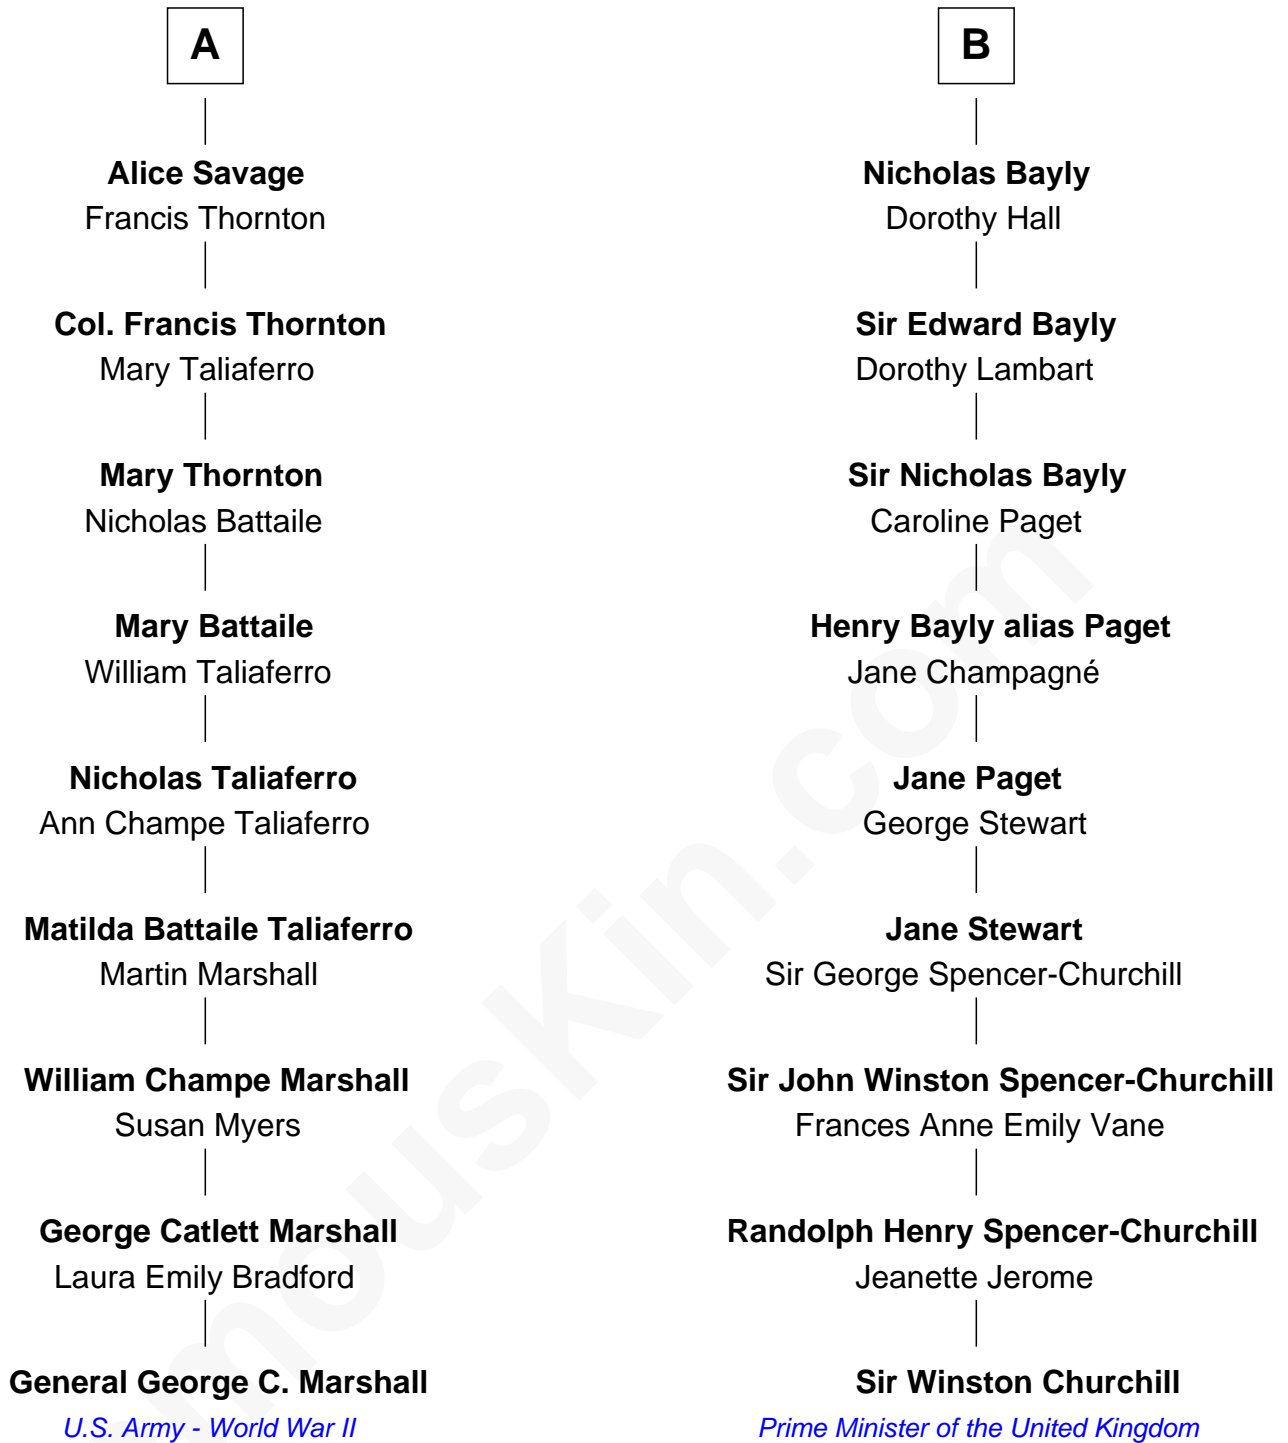 A
Alice Savage
Francis Thornton
Col. Francis Thornton
Mary Taliaferro
Mary Thornton
Nicholas Battaile
Mary Battaile
William Taliaferro
Nicholas Taliaferro
Ann Champe Taliaferro
Matilda Battaile Taliaferro
Martin Marshall
William Champe Marshall
Susan Myers
George Catlett Marshall
Laura Emily Bradford
General George C. Marshall
U.S. Army - World War II
B
Nicholas Bayly
Dorothy Hall
Sir Edward Bayly
Dorothy Lambart
Sir Nicholas Bayly
Caroline Paget
Henry Bayly alias Paget
Jane Champagné
Jane Paget
George Stewart
Jane Stewart
Sir George Spencer-Churchill
Sir John Winston Spencer-Churchill
Frances Anne Emily Vane
Randolph Henry Spencer-Churchill
Jeanette Jerome
Sir Winston Churchill
Prime Minister of the United Kingdom
mousKin.com